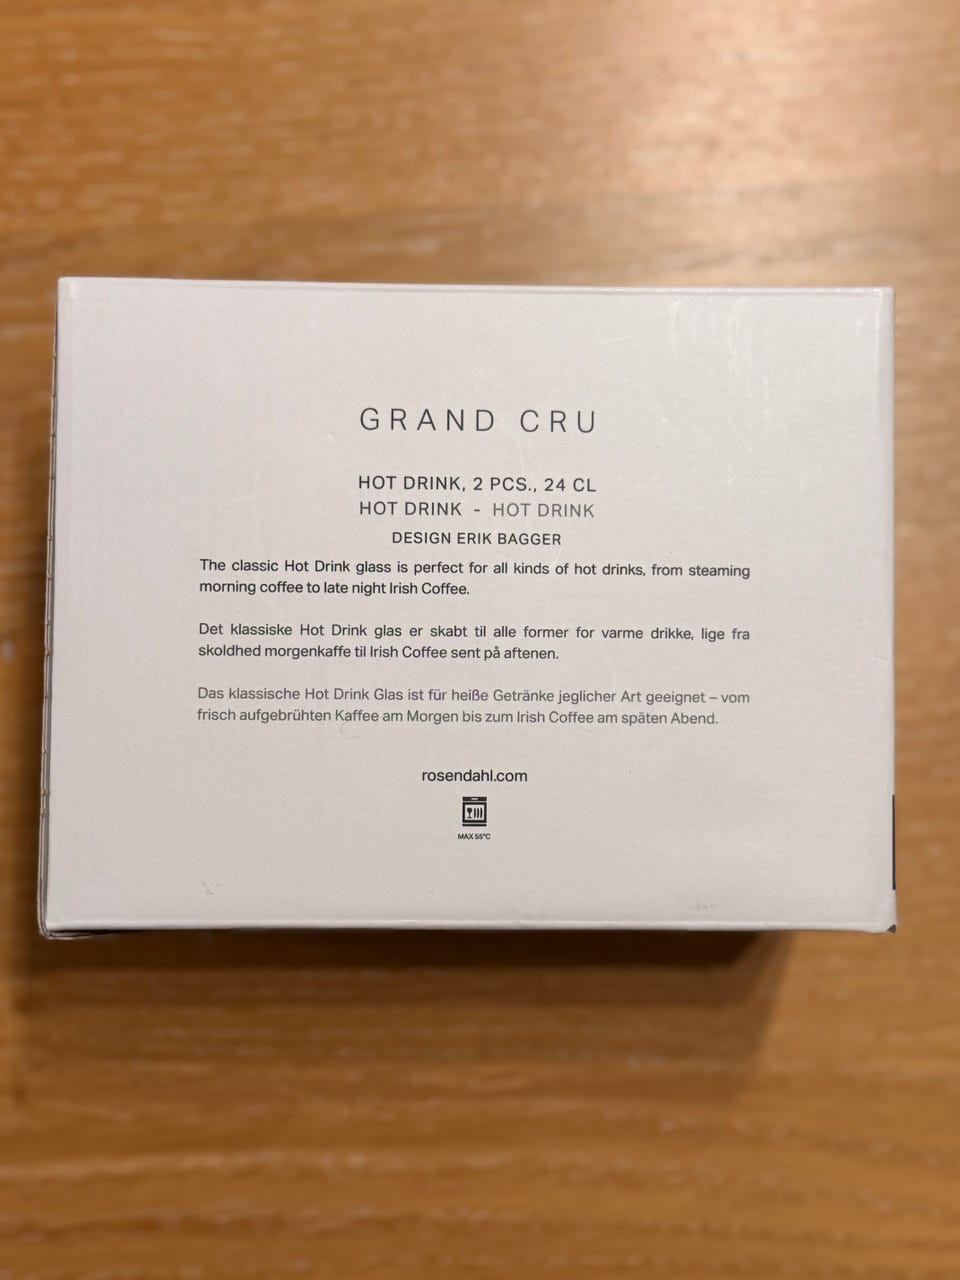 GRAND CRU
HOT DRINK, 2 PCS., 24 CL
HOT DRINK - HOT DRINK
DESIGN ERIK BAGGER
The classic Hot Drink glass is perfect for all kinds of hot drinks, from steaming
morning coffee to late night Irish Coffee.
Det klassiske Hot Drink glas er skabt til alle former for varme drikke, lige fra
skoldhed morgenkaffe til Irish Coffee sent på aftenen.
Das klassische Hot Drink Glas ist für heiße Getränke jeglicher Art geeignet – vom
frisch aufgebrühten Kaffee am Morgen bis zum Irish Coffee am späten Abend.
rosendahl.com
MAX 55°C